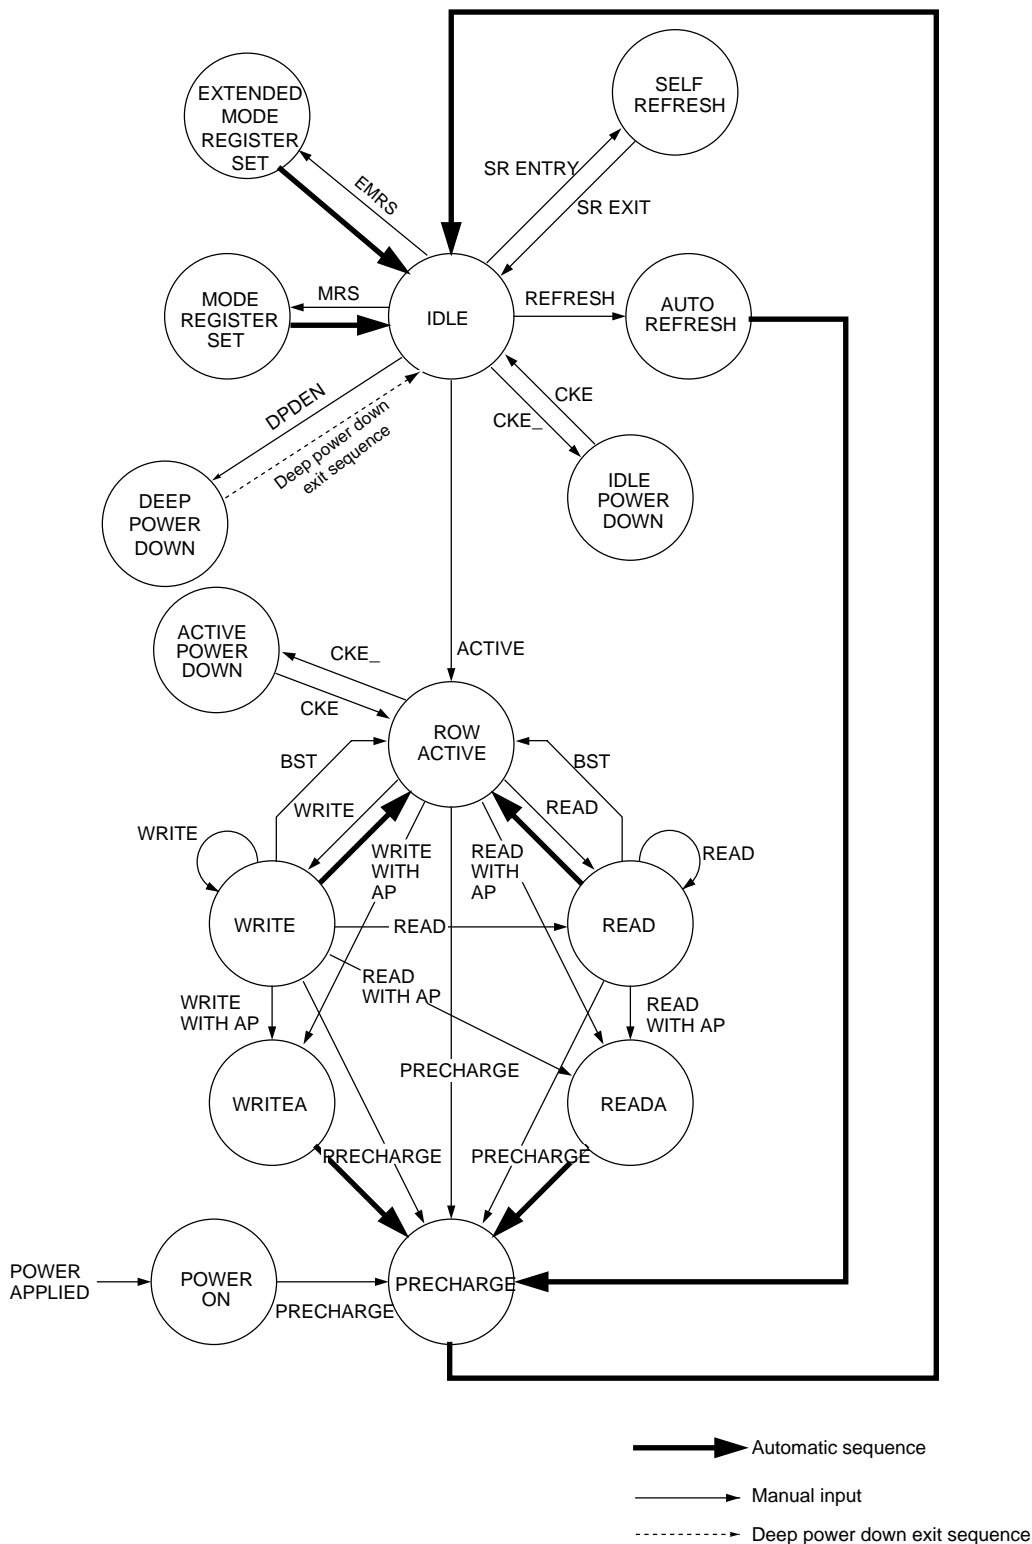 EXTENDED
MODE
REGISTER
SET
SELF
REFRESH
SR ENTRY
EMRS
SR EXIT
MODE
REGISTER
SET
MRS
IDLE
REFRESH
AUTO
REFRESH
DPDEN
Deep power down
exit sequence
CKE
CKE_
DEEP
POWER
DOWN
IDLE
POWER
DOWN
ACTIVE
POWER
DOWN
CKE_
CKE
ACTIVE
ROW
ACTIVE
BST
BST
WRITE
READ
WRITE
WRITE
WITH
AP
READ
WITH
AP
READ
WRITE
READ
READ
READ
WITH AP
WRITE
WITH AP
READ
WITH AP
PRECHARGE
WRITEA
READA
PRECHARGE
PRECHARGE
POWER
APPLIED
POWER
ON
PRECHARGE
PRECHARGE
Automatic sequence
Manual input
Deep power down exit sequence